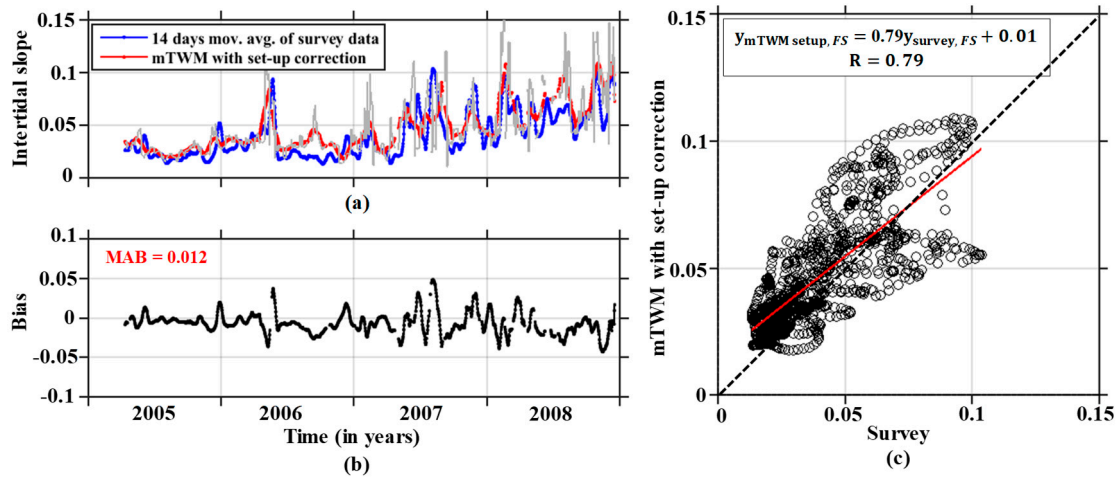 0.15
0.1
0.05
0
Intertidal slope
14 days mov. avg. of survey data
mTWM with set-up correction
(a)
0.1
0.05
0
-0.05
-0.1
Bias
MAB = 0.012
2005 2006 2007 2008
Time (in years)
(b)
0.15
0.1
0.05
0
mTWM with set-up correction
y_mTWM setup, FS = 0.79y_survey, FS + 0.01
R = 0.79
0.05 0.1 0.15
Survey
(c)